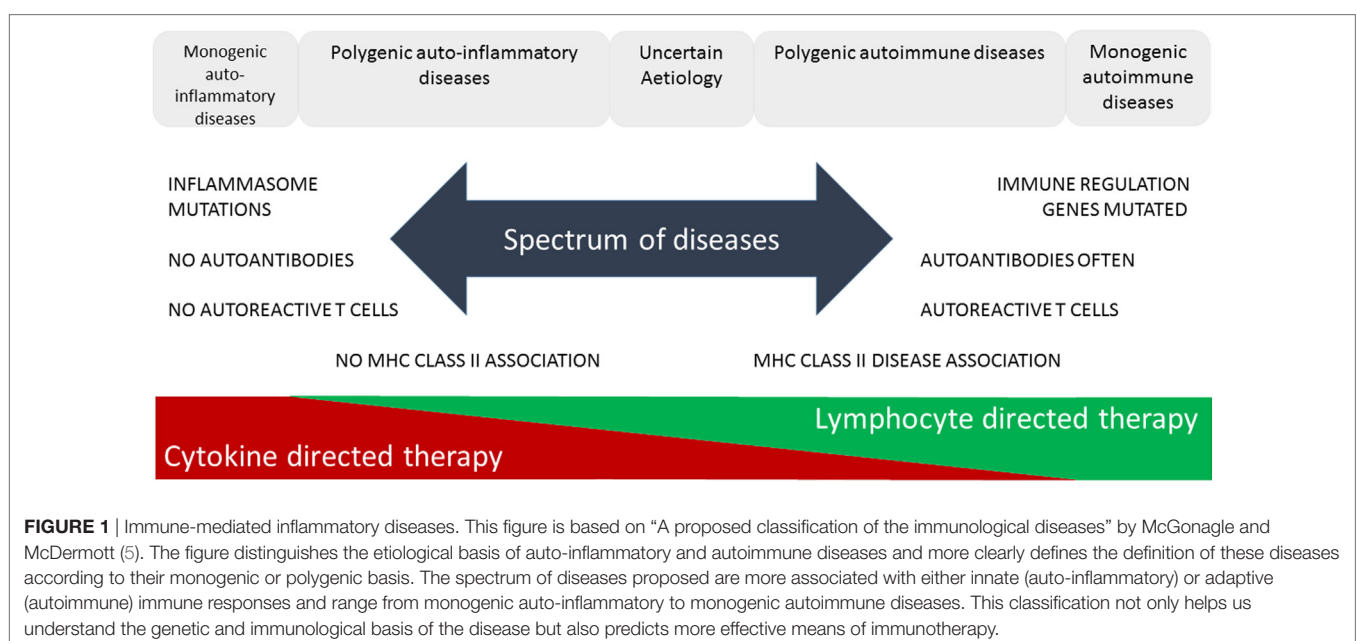 Monogenic
auto-
inflammatory
diseases
Polygenic auto-inflammatory
diseases
Uncertain
Aetiology
Polygenic autoimmune diseases
Monogenic
autoimmune
diseases
INFLAMMASOME
MUTATIONS
NO AUTOANTIBODIES
NO AUTOREACTIVE T CELLS
Spectrum of diseases
IMMUNE REGULATION
GENES MUTATED
AUTOANTIBODIES OFTEN
AUTOREACTIVE T CELLS
NO MHC CLASS II ASSOCIATION
MHC CLASS II DISEASE ASSOCIATION
Lymphocyte directed therapy
Cytokine directed therapy
FIGURE 1 | Immune-mediated inflammatory diseases. This figure is based on “A proposed classification of the immunological diseases” by McGonagle and
McDermott (5). The figure distinguishes the etiological basis of auto-inflammatory and autoimmune diseases and more clearly defines the definition of these diseases
according to their monogenic or polygenic basis. The spectrum of diseases proposed are more associated with either innate (auto-inflammatory) or adaptive
(autoimmune) immune responses and range from monogenic auto-inflammatory to monogenic autoimmune diseases. This classification not only helps us
understand the genetic and immunological basis of the disease but also predicts more effective means of immunotherapy.